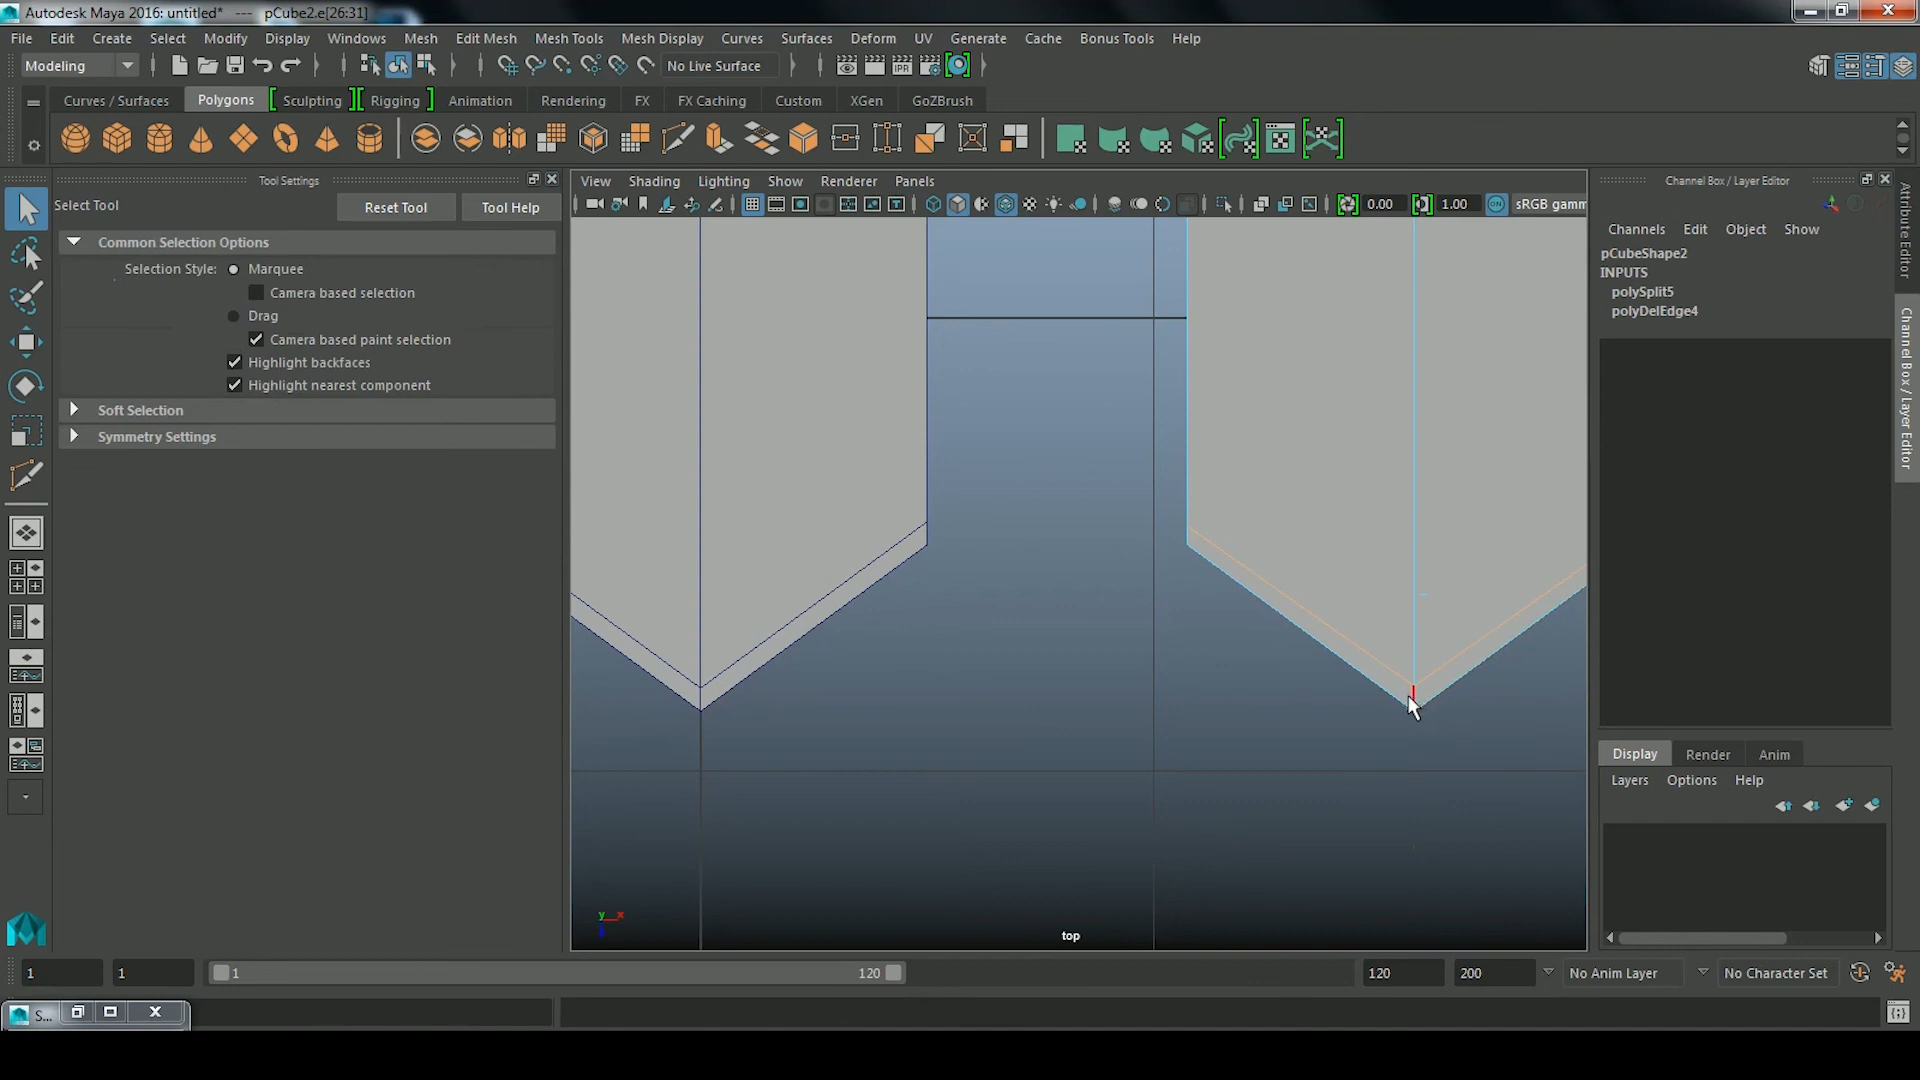 Autodesk Maya 2016: untitled* --- pCube2.e[26:31]
File Edit Create Select Modify Display Windows Mesh Edit Mesh Mesh Tools Mesh Display Curves Surfaces Deform UV Generate Cache Bonus Tools Help
Modeling No Live Surface IPR
Curves / Surfaces Polygons Sculpting Rigging Animation Rendering FX FX Caching Custom XGen GoZBrush
Tool Settings
Select Tool Reset Tool Tool Help
Common Selection Options
Selection Style: Marquee
Camera based selection
Drag
Camera based paint selection
Highlight backfaces
Highlight nearest component
Soft Selection
Symmetry Settings
View Shading Lighting Show Renderer Panels
0.00 1.00 ON sRGB gamm
y x
top
Channel Box / Layer Editor
Channels Edit Object Show
pCubeShape2
INPUTS
polySplit5
polyDelEdge4
Attribute Editor
Channel Box / Layer Editor
Display Render Anim
Layers Options Help
1 1 1 120 120 200 No Anim Layer No Character Set
S...